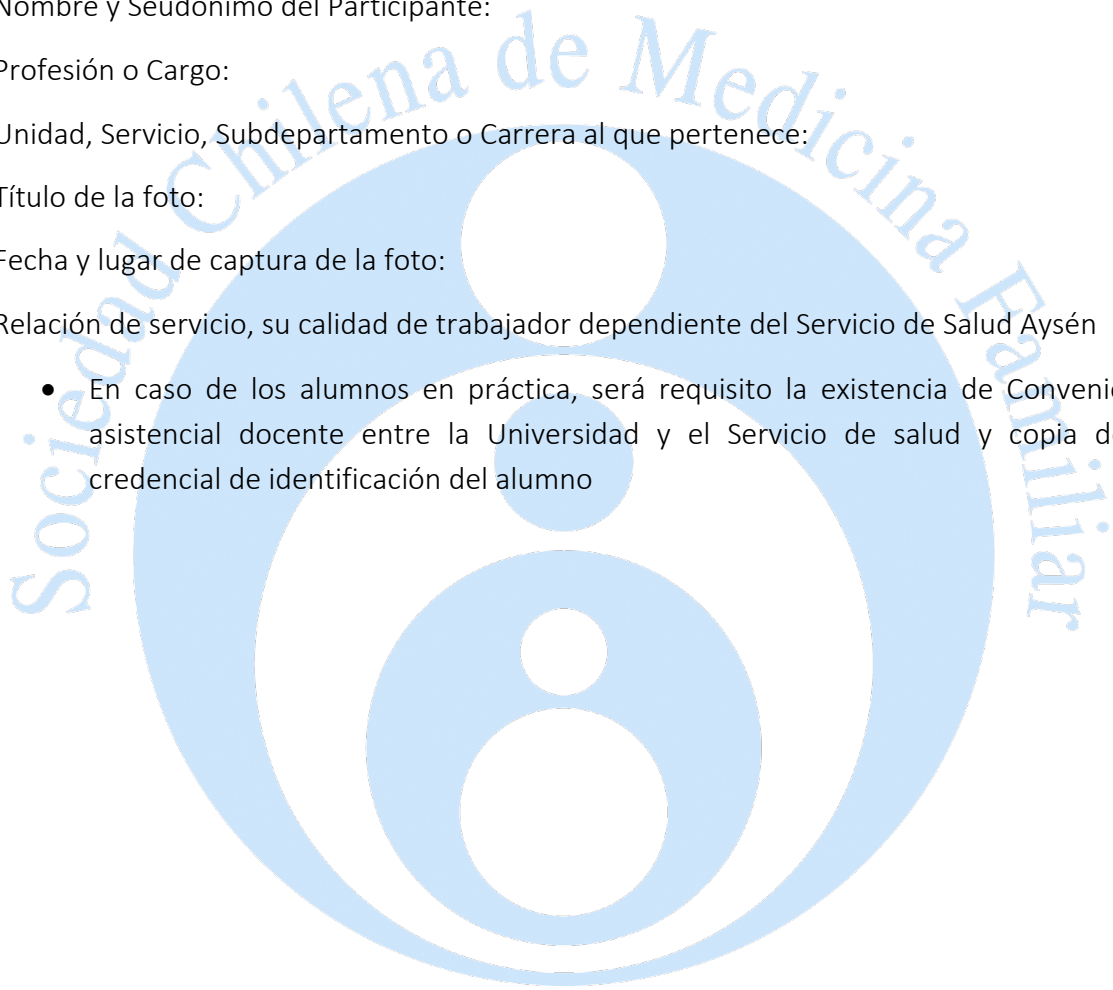 Nombre y Seudónimo del Participante:
Profesión o Cargo:
Unidad, Servicio, Subdepartamento o Carrera al que pertenece:
Título de la foto:
Fecha y lugar de captura de la foto:
Relación de servicio, su calidad de trabajador dependiente del Servicio de Salud Aysén
• En caso de los alumnos en práctica, será requisito la existencia de Convenio
asistencial docente entre la Universidad y el Servicio de salud y copia de
credencial de identificación del alumno
Sociedad Chilena de Medicina Familiar